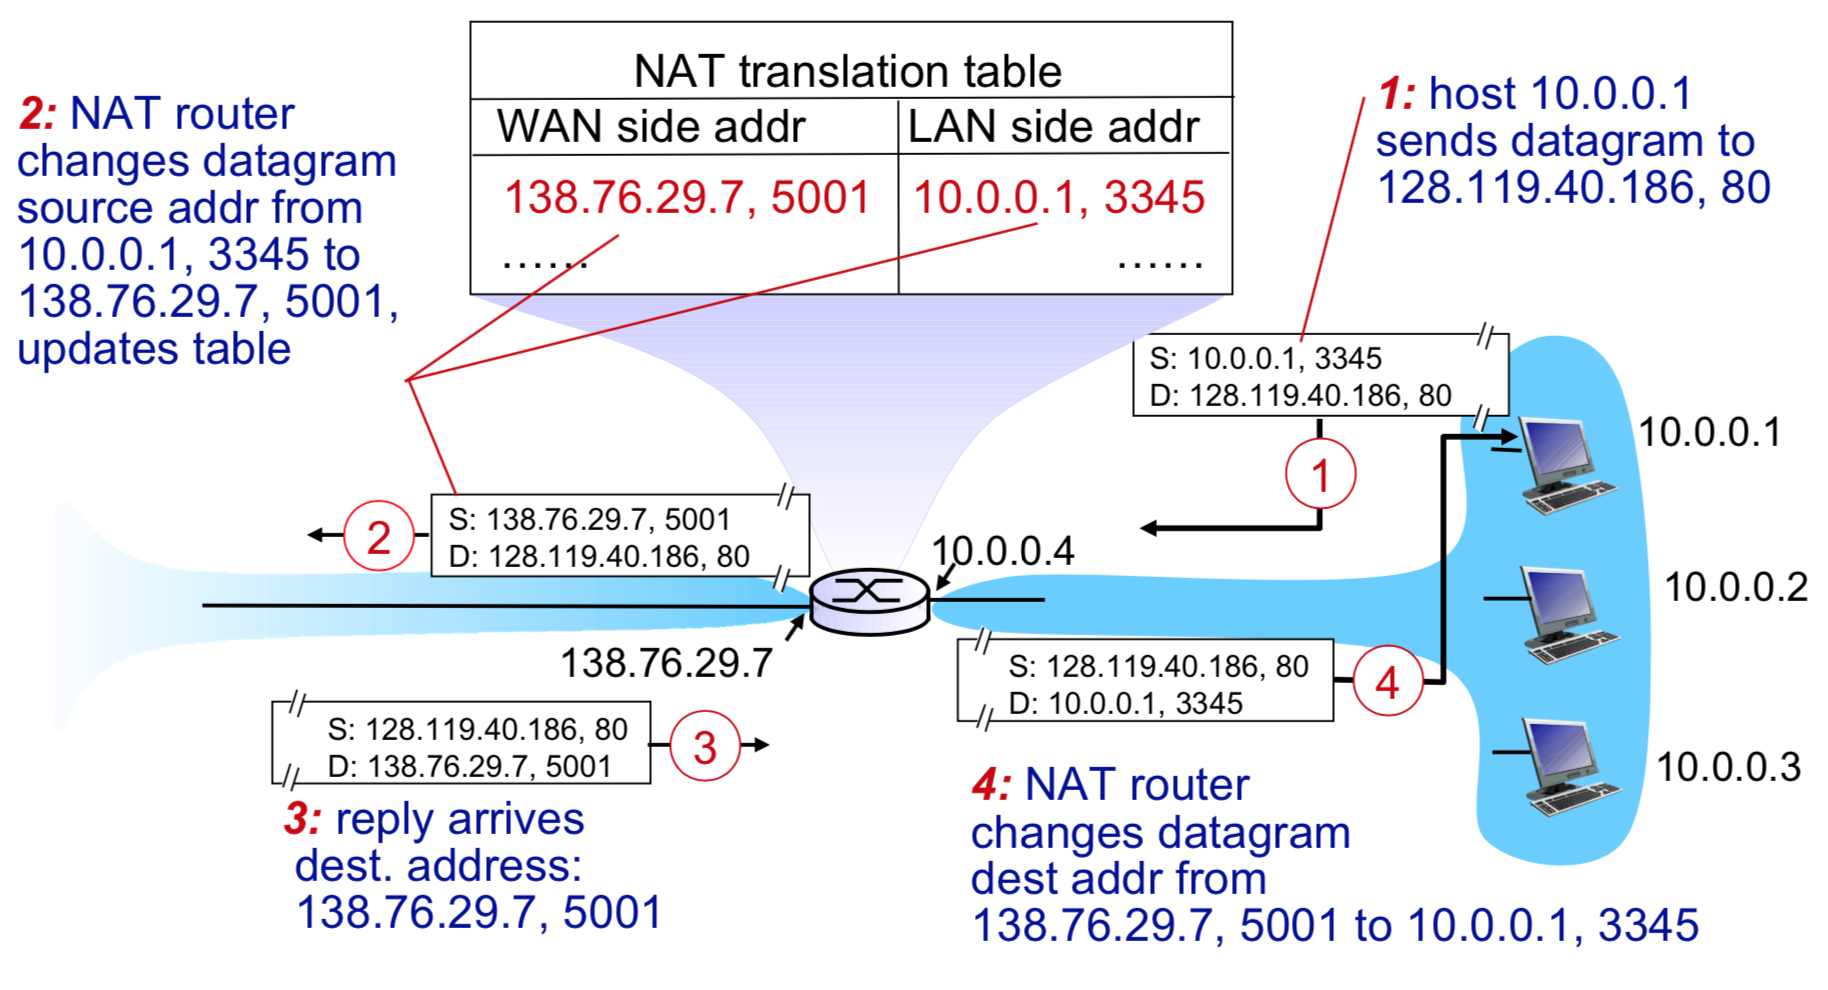 NAT translation table
WAN side addr
LAN side addr
138.76.29.7, 5001
10.0.0.1, 3345
......
......
1: host 10.0.0.1
sends datagram to
128.119.40.186, 80
2: NAT router
changes datagram
source addr from
10.0.0.1, 3345 to
138.76.29.7, 5001,
updates table
S: 10.0.0.1, 3345
D: 128.119.40.186, 80
1
10.0.0.1
S: 138.76.29.7, 5001
D: 128.119.40.186, 80
2
10.0.0.4
10.0.0.2
138.76.29.7
S: 128.119.40.186, 80
D: 10.0.0.1, 3345
4
S: 128.119.40.186, 80
D: 138.76.29.7, 5001
3
10.0.0.3
3: reply arrives
dest. address:
138.76.29.7, 5001
4: NAT router
changes datagram
dest addr from
138.76.29.7, 5001 to 10.0.0.1, 3345